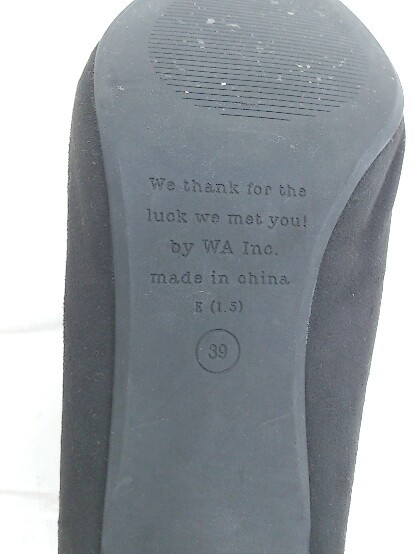 We thank for the
luck we met you!
by WA Inc.
made in china
E (1.5)
39